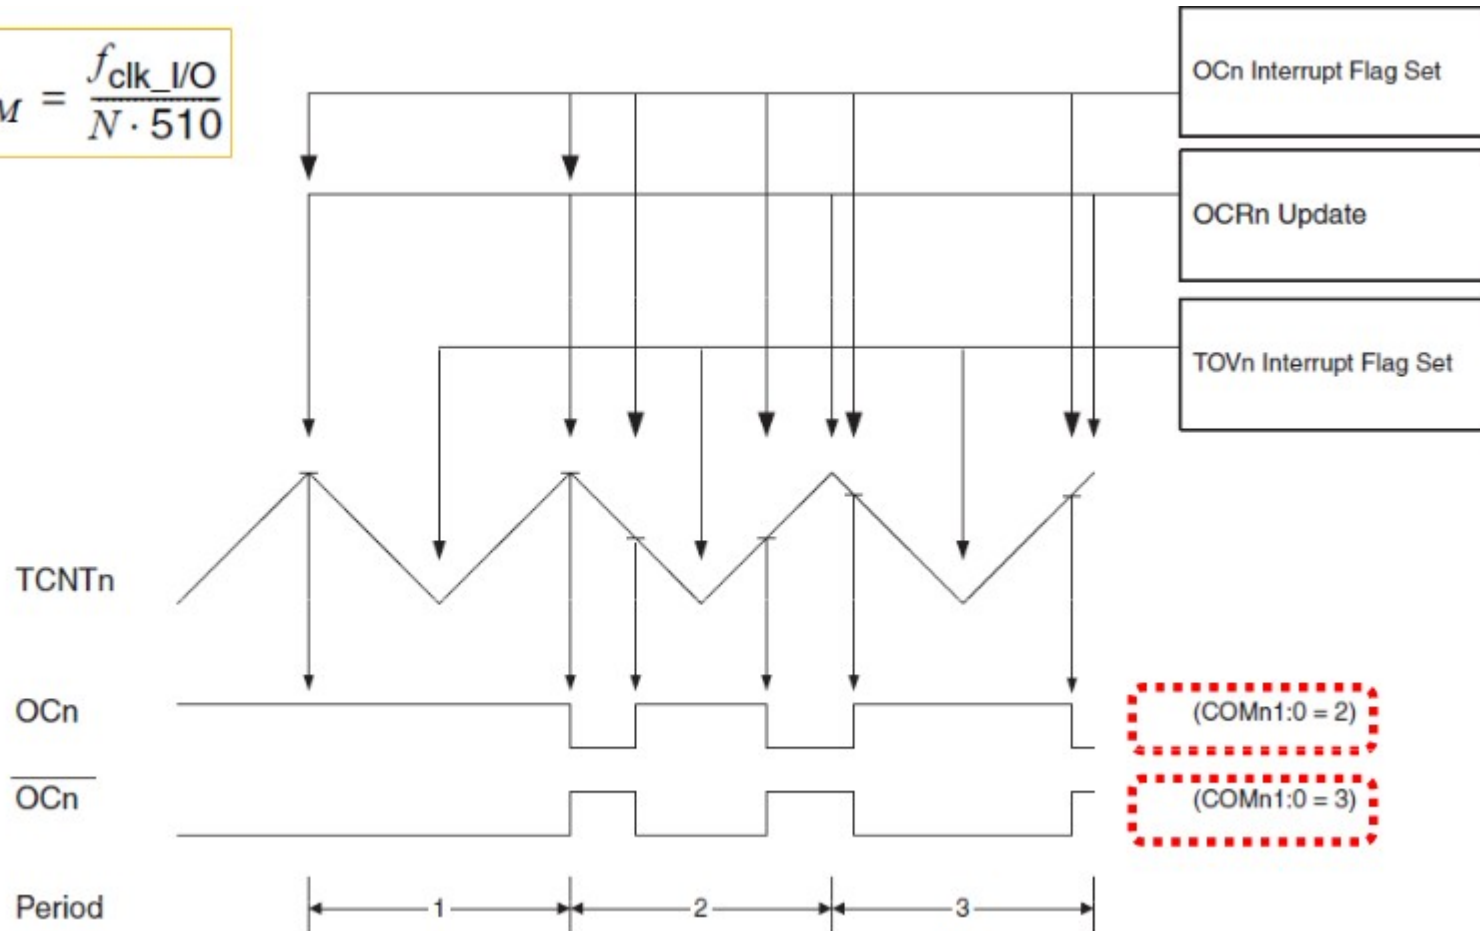 M = f clk_I/O / N · 510
OCn Interrupt Flag Set
OCRn Update
TOVn Interrupt Flag Set
TCNTn
OCn
(COMn1:0 = 2)
OCn
(COMn1:0 = 3)
Period
1
2
3